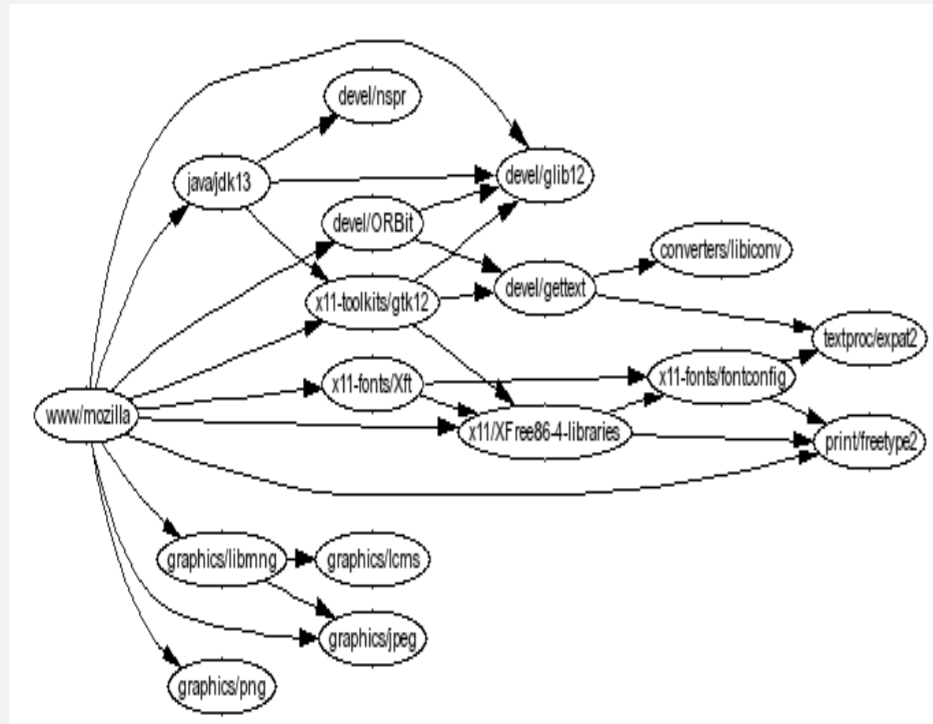 devel/nspr
java/jdk13
devel/glib12
devel/ORBit
converters/libiconv
devel/gettext
x11-toolkits/gtk12
textproc/expat2
x11-fonts/Xft
x11-fonts/fontconfig
www/mozilla
x11/XFree86-4-libraries
print/freetype2
graphics/libmng
graphics/lcms
graphics/jpeg
graphics/png